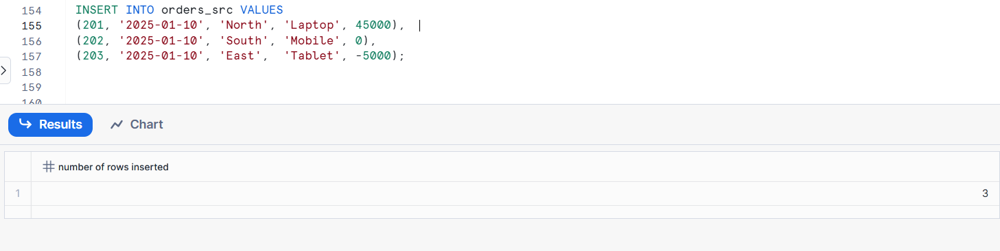 154 INSERT INTO orders_src VALUES
155 (201, '2025-01-10', 'North', 'Laptop', 45000),
156 (202, '2025-01-10', 'South', 'Mobile', 0),
157 (203, '2025-01-10', 'East',  'Tablet', -5000);
158
159
160
Results Chart
number of rows inserted
1 3